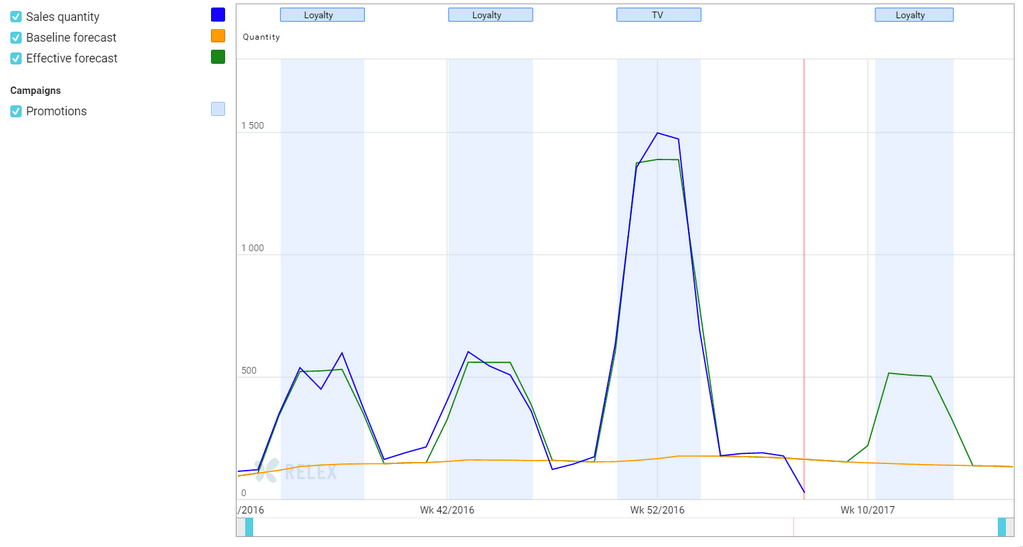 Sales quantity
Baseline forecast
Effective forecast
Campaigns
Promotions
Loyalty
Loyalty
TV
Loyalty
Quantity
1 500
1 000
500
0
RELEX
/2016
Wk 42/2016
Wk 52/2016
Wk 10/2017